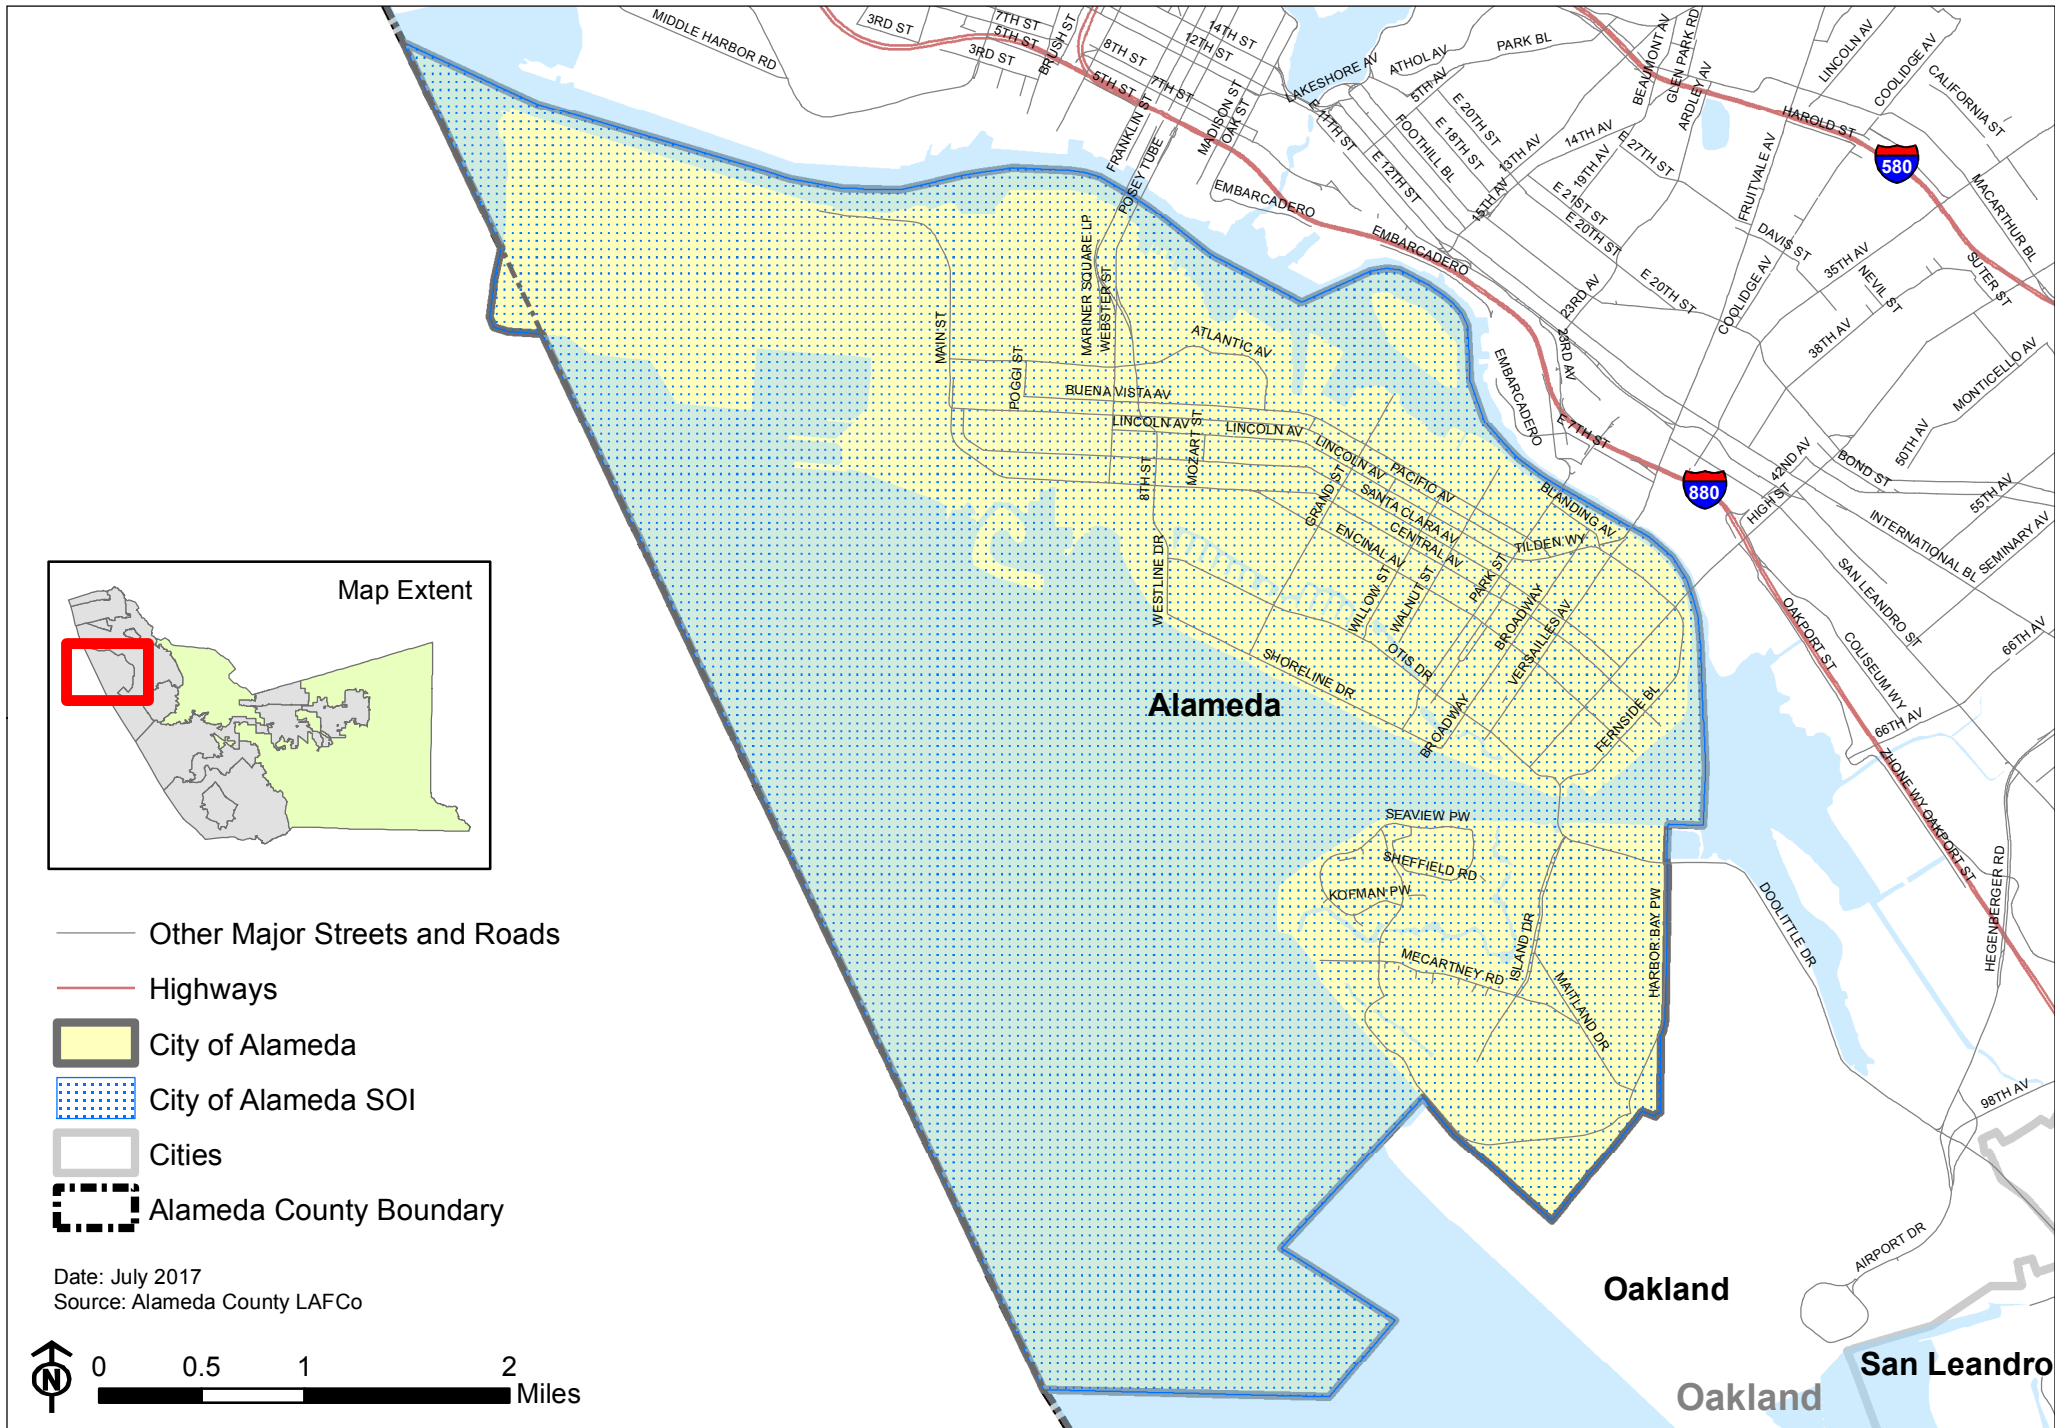 MIDDLE HARBOR RD
3RD ST
7TH ST
5TH ST
3RD ST
BRUSH ST
8TH ST
5TH ST
7TH ST
14TH ST
12TH ST
MADISON ST
OAK ST
FRANKLIN ST
POSEY TUBE
LAKESHORE AV
ATHOL AV
PARK BL
5TH AV
E 11TH ST
E 12TH ST
FOOTHILL BL
E 18TH ST
E 20TH ST
13TH AV
14TH AV
15TH AV
19TH AV
E 21ST ST
E 20TH ST
E 27TH ST
BEAUMONT AV
GLEN PARK RD
ARDLEY AV
LINCOLN AV
COOLIDGE AV
CALIFORNIA ST
HAROLD ST
580
MACARTHUR BL
FRUITVALE AV
DAVIS ST
COOLIDGE AV
35TH AV
NEVIL ST
SUTER ST
38TH AV
MONTICELLO AV
50TH AV
E 20TH ST
23RD AV
23RD AV
EMBARCADERO
EMBARCADERO
EMBARCADERO
EMBARCADERO
E 7TH ST
880
42ND AV
HIGH ST
BOND ST
55TH AV
INTERNATIONAL BL
SEMINARY AV
SAN LEANDRO ST
66TH AV
OAKPORT ST
COLISEUM WY
66TH AV
ZHONE WY
OAKPORT ST
HEGENBERGER RD
DOOLITTLE DR
98TH AV
AIRPORT DR
MAIN ST
POGGI ST
MARINER SQUARE LP
WEBSTER ST
ATLANTIC AV
BUENA VISTA AV
LINCOLN AV
LINCOLN AV
LINCOLN AV
MOZART ST
8TH ST
PACIFIC AV
SANTA CLARA AV
CENTRAL AV
ENCINAL AV
GRAND ST
BLANDING AV
TILDEN WY
PARK ST
WILLOW ST
WALNUT ST
BROADWAY
VERSAILLES AV
WESTLINE DR
SHORELINE DR
OTIS DR
BROADWAY
FERNSIDE BL
Alameda
SEAVIEW PW
SHEFFIELD RD
KOFMAN PW
MECARTNEY RD
ISLAND DR
MAITLAND DR
HARBOR BAY PW
Oakland
San Leandro
Oakland
Map Extent
Other Major Streets and Roads
Highways
City of Alameda
City of Alameda SOI
Cities
Alameda County Boundary
Date: July 2017
Source: Alameda County LAFCo
N
0 0.5 1 2
Miles